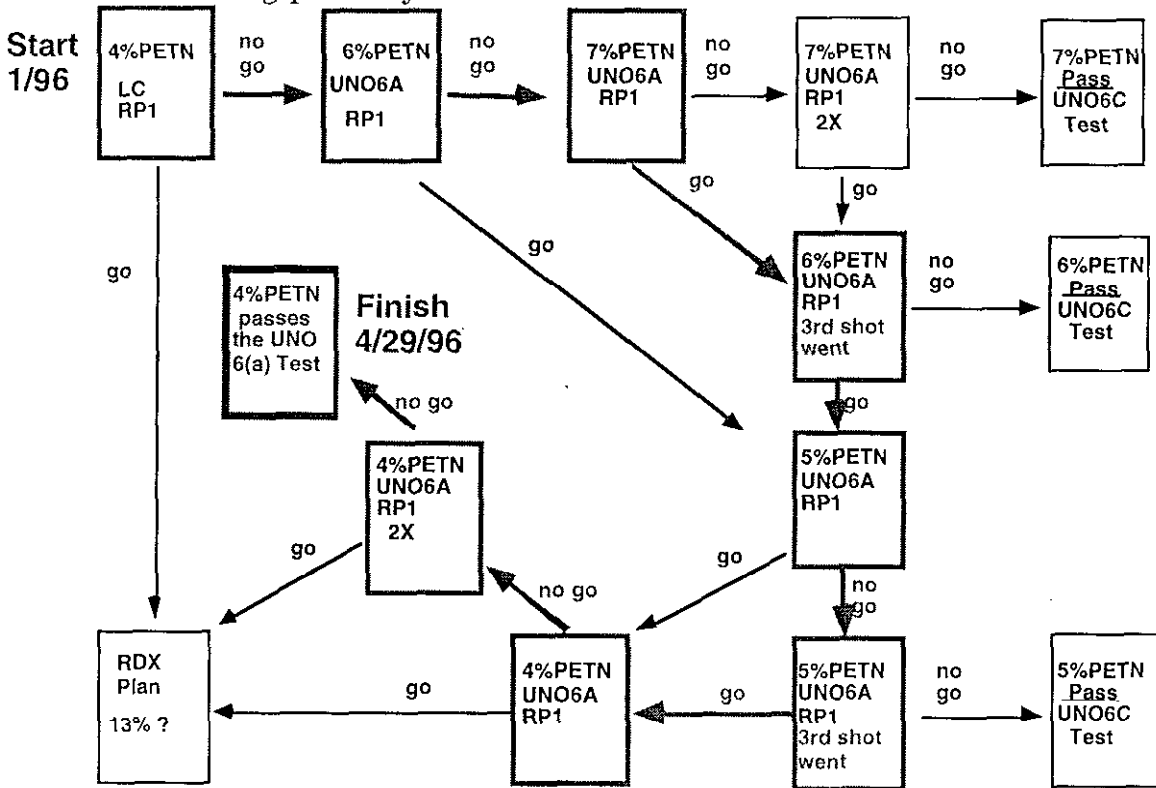 Start
1/96
4%PETN
LC
RP1
no
go
6%PETN
UNO6A
RP1
no
go
7%PETN
UNO6A
RP1
no
go
7%PETN
UNO6A
RP1
2X
no
go
7%PETN
Pass
UNO6C
Test
go
go
go
go
4%PETN
passes
the UNO
6(a) Test
Finish
4/29/96
6%PETN
UNO6A
RP1
3rd shot
went
no
go
6%PETN
Pass
UNO6C
Test
no go
go
4%PETN
UNO6A
RP1
2X
5%PETN
UNO6A
RP1
go
no go
go
no
go
RDX
Plan
13% ?
go
4%PETN
UNO6A
RP1
go
5%PETN
UNO6A
RP1
3rd shot
went
no
go
5%PETN
Pass
UNO6C
Test